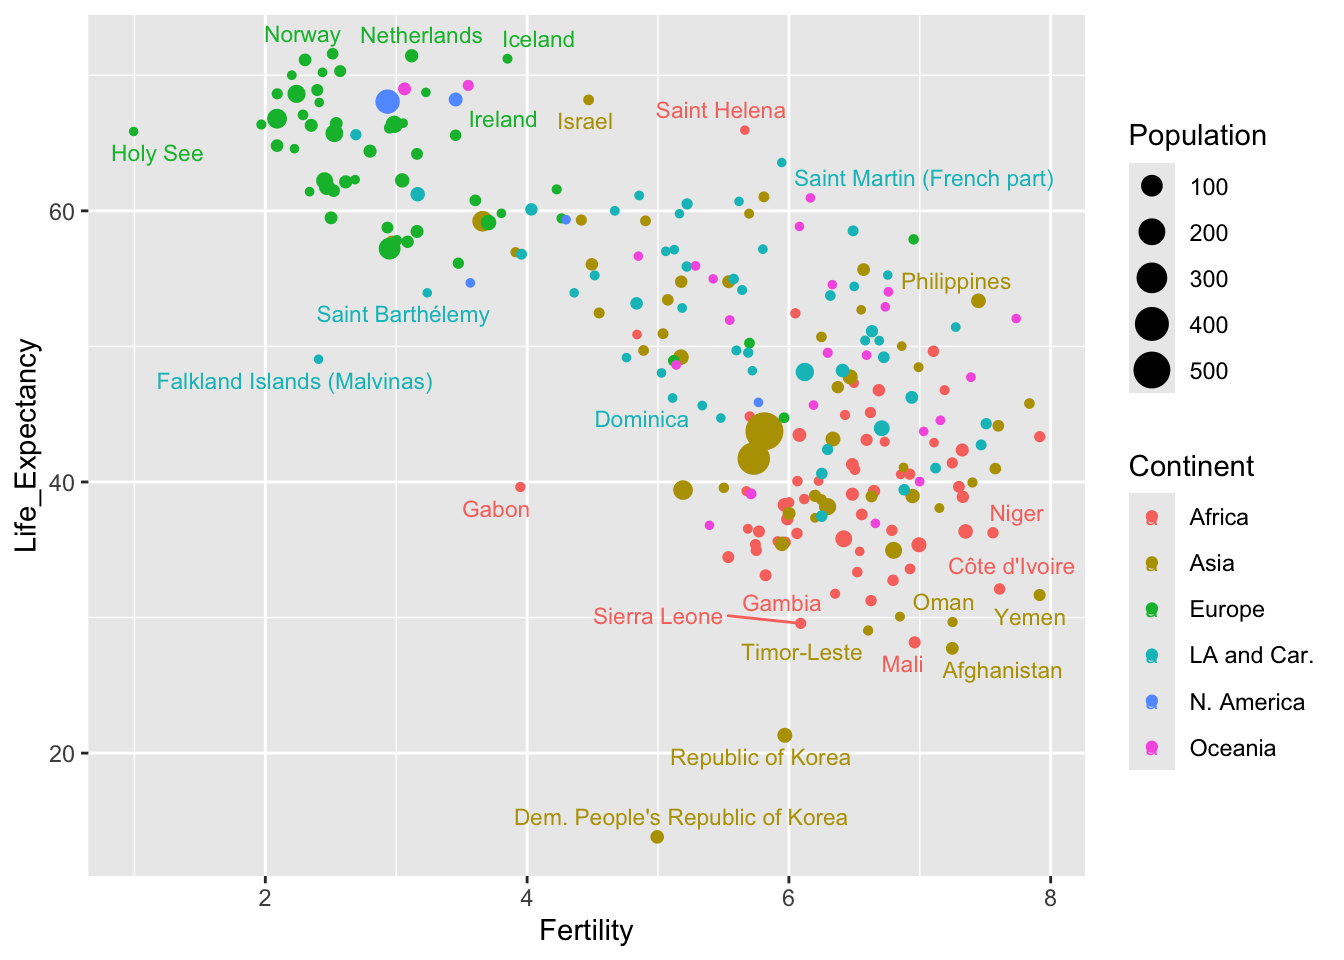 Norway
Netherlands
Iceland
Ireland
Israel
Saint Helena
Holy See
Saint Martin (French part)
Philippines
Saint Barthélemy
Falkland Islands (Malvinas)
Dominica
Gabon
Niger
Côte d'Ivoire
Gambia
Oman
Sierra Leone
Yemen
Timor-Leste
Mali
Afghanistan
Republic of Korea
Dem. People's Republic of Korea
60
40
20
Life_Expectancy
2 4 6 8
Fertility
Population
100
200
300
400
500
Continent
a Africa
a Asia
a Europe
a LA and Car.
a N. America
a Oceania